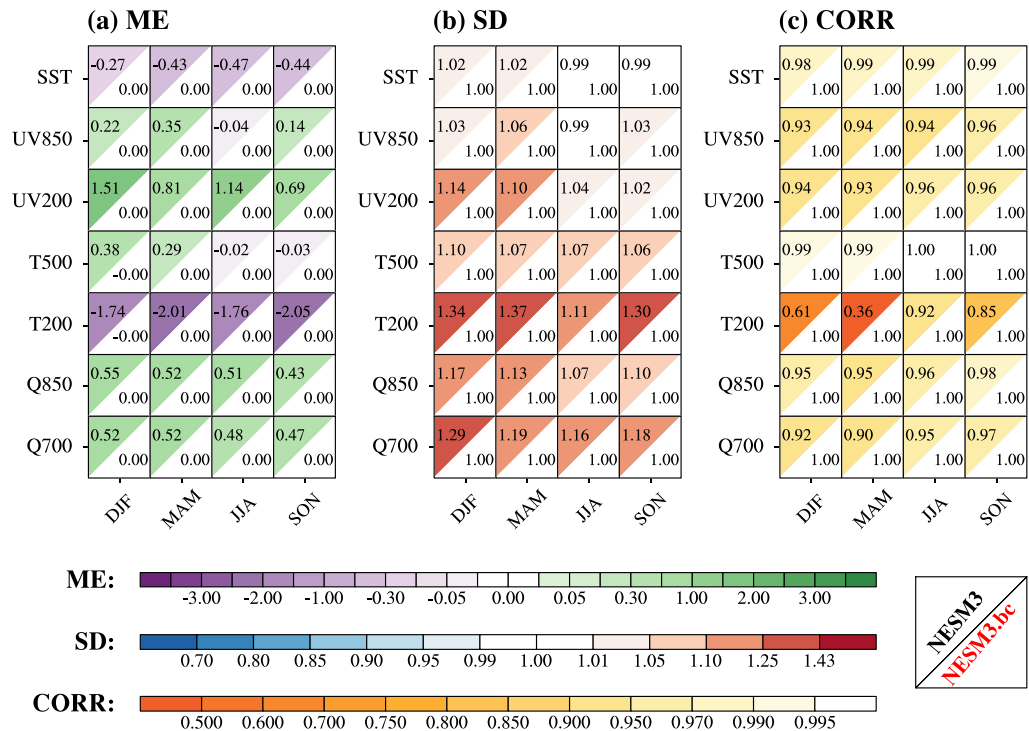 (a) ME (b) SD (c) CORR
SST -0.27 -0.43 -0.47 -0.44 1.02 1.02 0.99 0.99 SST 0.98 0.99 0.99 0.99
0.00 0.00 0.00 0.00 1.00 1.00 1.00 1.00 1.00 1.00 1.00 1.00
UV850 0.22 0.35 -0.04 0.14 1.03 1.06 0.99 1.03 UV850 0.93 0.94 0.94 0.96
0.00 0.00 0.00 0.00 1.00 1.00 1.00 1.00 1.00 1.00 1.00 1.00
UV200 1.51 0.81 1.14 0.69 UV200 1.14 1.10 1.04 1.02 UV200 0.94 0.93 0.96 0.96
0.00 0.00 0.00 0.00 1.00 1.00 1.00 1.00 1.00 1.00 1.00 1.00
T500 0.38 0.29 -0.02 -0.03 T500 1.10 1.07 1.07 1.06 T500 0.99 0.99 1.00 1.00
-0.00 0.00 0.00 0.00 1.00 1.00 1.00 1.00 1.00 1.00 1.00 1.00
T200 -1.74 -2.01 -1.76 -2.05 T200 1.34 1.37 1.11 1.30 T200 0.61 0.36 0.92 0.85
-0.00 0.00 0.00 0.00 1.00 1.00 1.00 1.00 1.00 1.00 1.00 1.00
Q850 0.55 0.52 0.51 0.43 Q850 1.17 1.13 1.07 1.10 Q850 0.95 0.95 0.96 0.98
0.00 0.00 0.00 0.00 1.00 1.00 1.00 1.00 1.00 1.00 1.00 1.00
Q700 0.52 0.52 0.48 0.47 Q700 1.29 1.19 1.16 1.18 Q700 0.92 0.90 0.95 0.97
0.00 0.00 0.00 0.00 1.00 1.00 1.00 1.00 1.00 1.00 1.00 1.00
DJF MAM JJA SON DJF MAM JJA SON DJF MAM JJA SON
ME:
-3.00 -2.00 -1.00 -0.30 -0.05 0.00 0.05 0.30 1.00 2.00 3.00
SD:
0.70 0.80 0.85 0.90 0.95 0.99 1.00 1.01 1.05 1.10 1.25 1.43
CORR:
0.500 0.600 0.700 0.750 0.800 0.850 0.900 0.950 0.970 0.990 0.995
NESM3
NESM3.bc